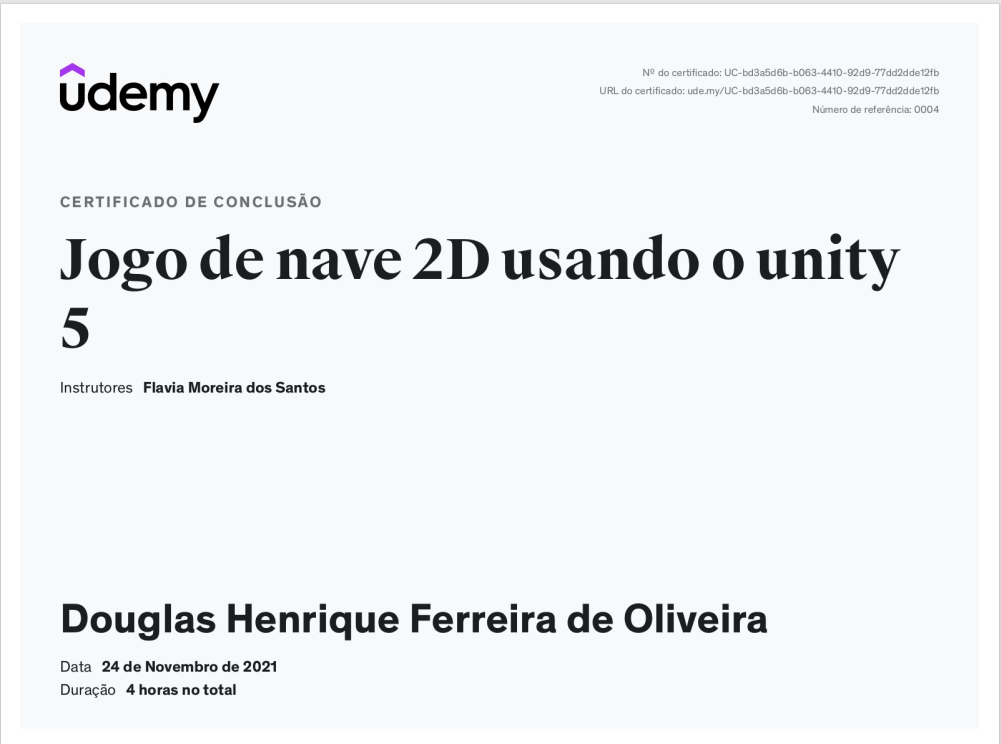 udemy
Nº do certificado: UC-bd3a5d6b-b063-4410-92d9-77dd2dde12fb
URL do certificado: ude.my/UC-bd3a5d6b-b063-4410-92d9-77dd2dde12fb
Número de referência: 0004
CERTIFICADO DE CONCLUSÃO
Jogo de nave 2D usando o unity
5
Instrutores Flavia Moreira dos Santos
Douglas Henrique Ferreira de Oliveira
Data 24 de Novembro de 2021
Duração 4 horas no total